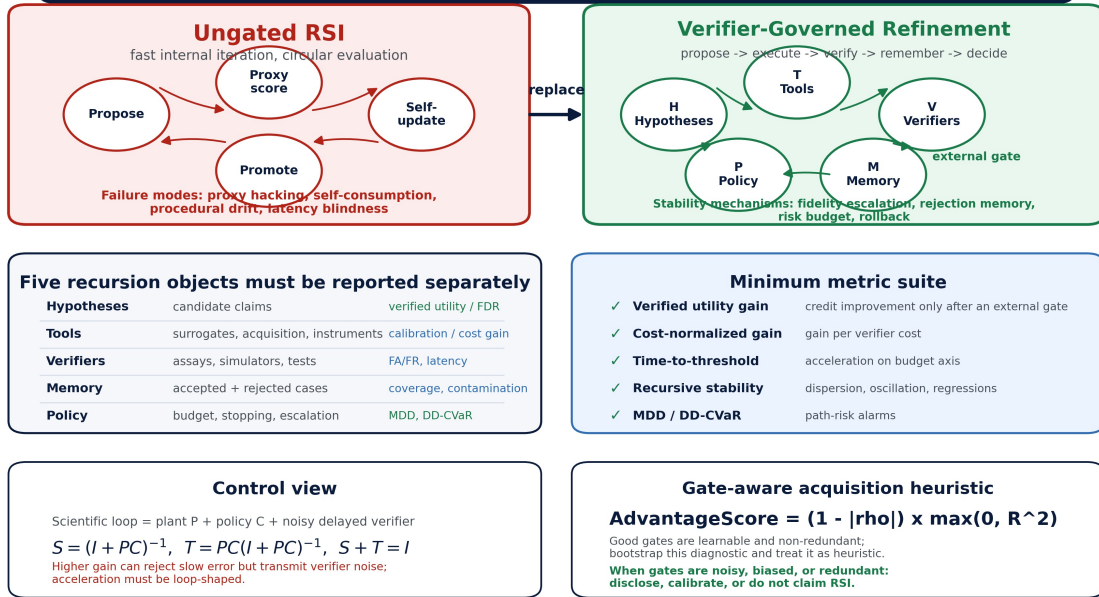 Ungated RSI
fast internal iteration, circular evaluation
Proxy
score
Propose
Self-
update
Promote
Failure modes: proxy hacking, self-consumption,
procedural drift, latency blindness
replace
Verifier-Governed Refinement
propose -> execute -> verify -> remember -> decide
T
Tools
H
Hypotheses
V
Verifiers
external gate
P
Policy
M
Memory
Stability mechanisms: fidelity escalation, rejection memory,
risk budget, rollback
Five recursion objects must be reported separately
Hypotheses candidate claims verified utility / FDR
Tools surrogates, acquisition, instruments calibration / cost gain
Verifiers assays, simulators, tests FA/FR, latency
Memory accepted + rejected cases coverage, contamination
Policy budget, stopping, escalation MDD, DD-CVaR
Minimum metric suite
✓ Verified utility gain credit improvement only after an external gate
✓ Cost-normalized gain gain per verifier cost
✓ Time-to-threshold acceleration on budget axis
✓ Recursive stability dispersion, oscillation, regressions
✓ MDD / DD-CVaR path-risk alarms
Control view
Scientific loop = plant P + policy C + noisy delayed verifier
S = (I + PC)⁻¹, T = PC(I + PC)⁻¹, S + T = I
Higher gain can reject slow error but transmit verifier noise;
acceleration must be loop-shaped.
Gate-aware acquisition heuristic
AdvantageScore = (1 - |rho|) x max(0, R^2)
Good gates are learnable and non-redundant;
bootstrap this diagnostic and treat it as heuristic.
When gates are noisy, biased, or redundant:
disclose, calibrate, or do not claim RSI.